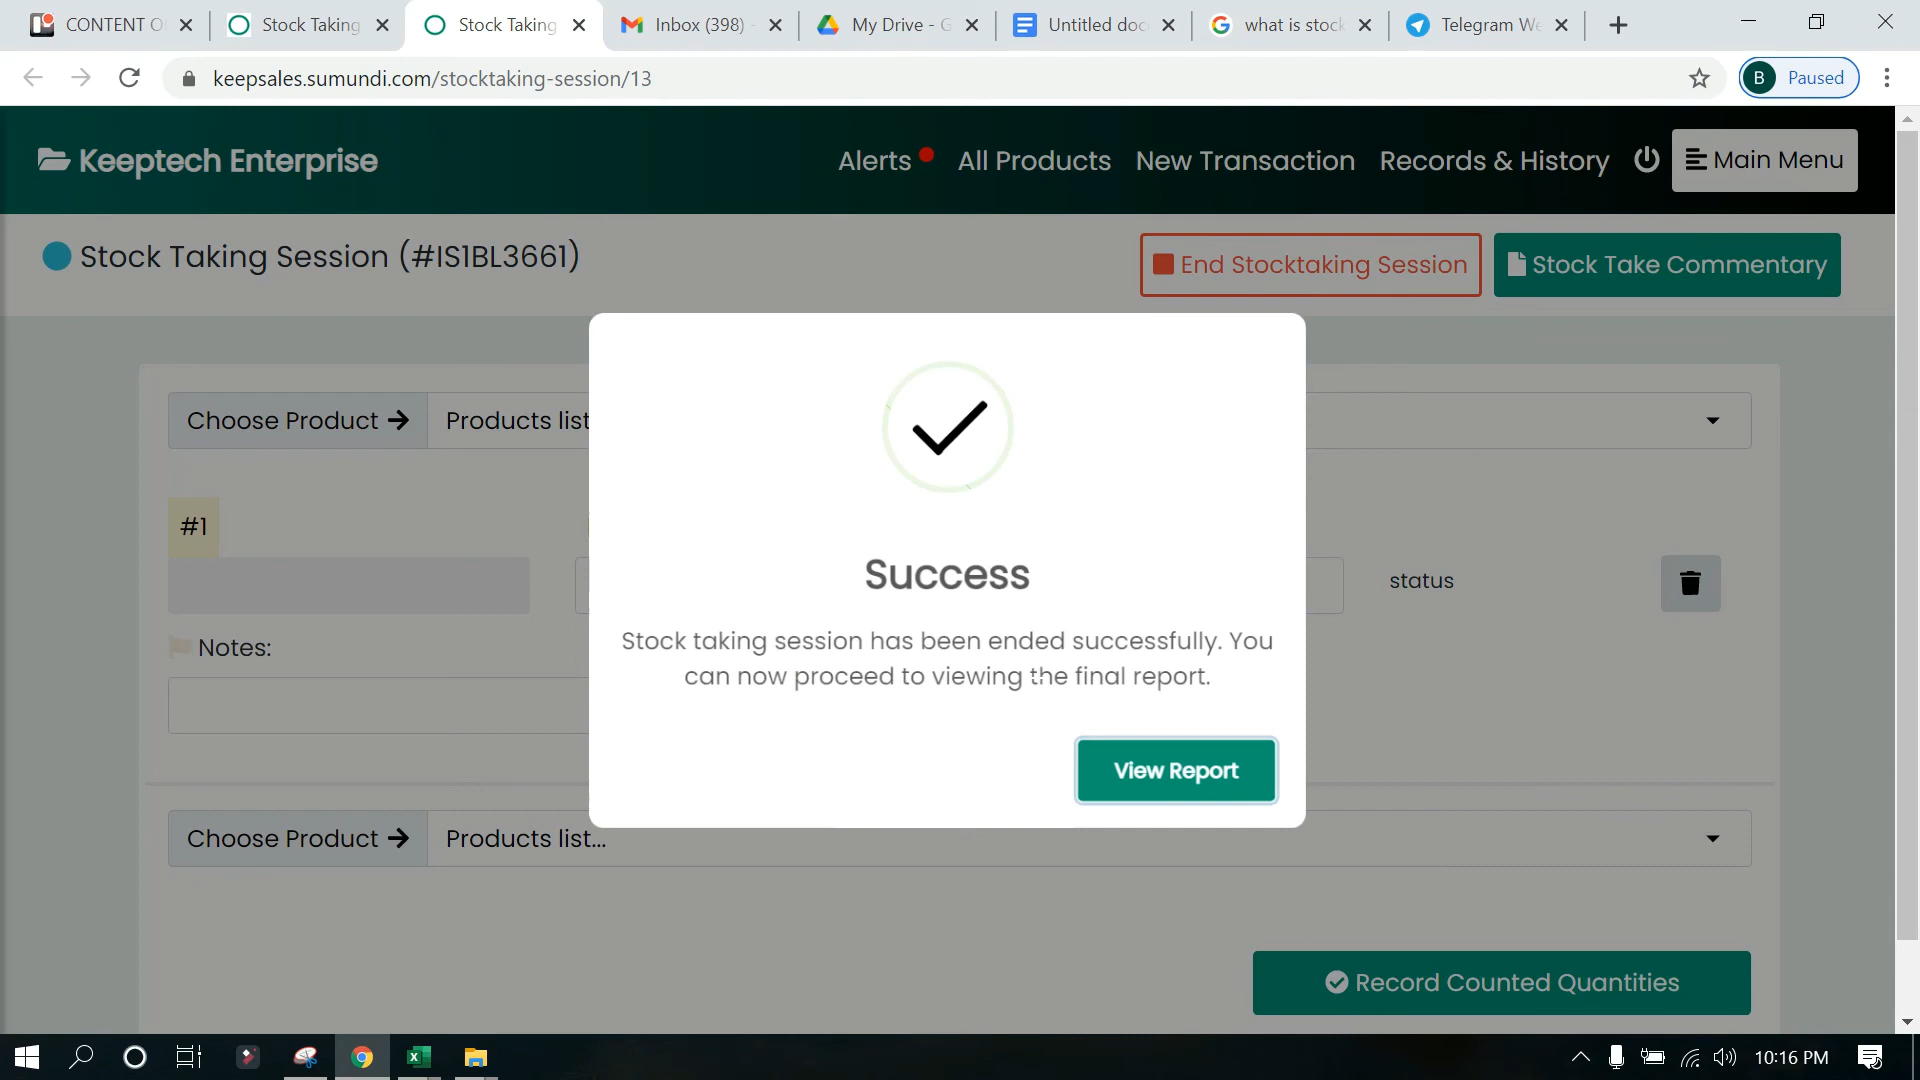 CONTENT O
Stock Taking
Stock Taking
Inbox (398)
My Drive - G
Untitled doc
what is stock
Telegram We
keepsales.sumundi.com/stocktaking-session/13
B Paused
Keeptech Enterprise
Alerts
All Products
New Transaction
Records & History
Main Menu
Stock Taking Session (#IS1BL3661)
End Stocktaking Session
Stock Take Commentary
Choose Product
Products list
#1
status
Notes:
Success
Stock taking session has been ended successfully. You
can now proceed to viewing the final report.
View Report
Choose Product
Products list...
Record Counted Quantities
10:16 PM